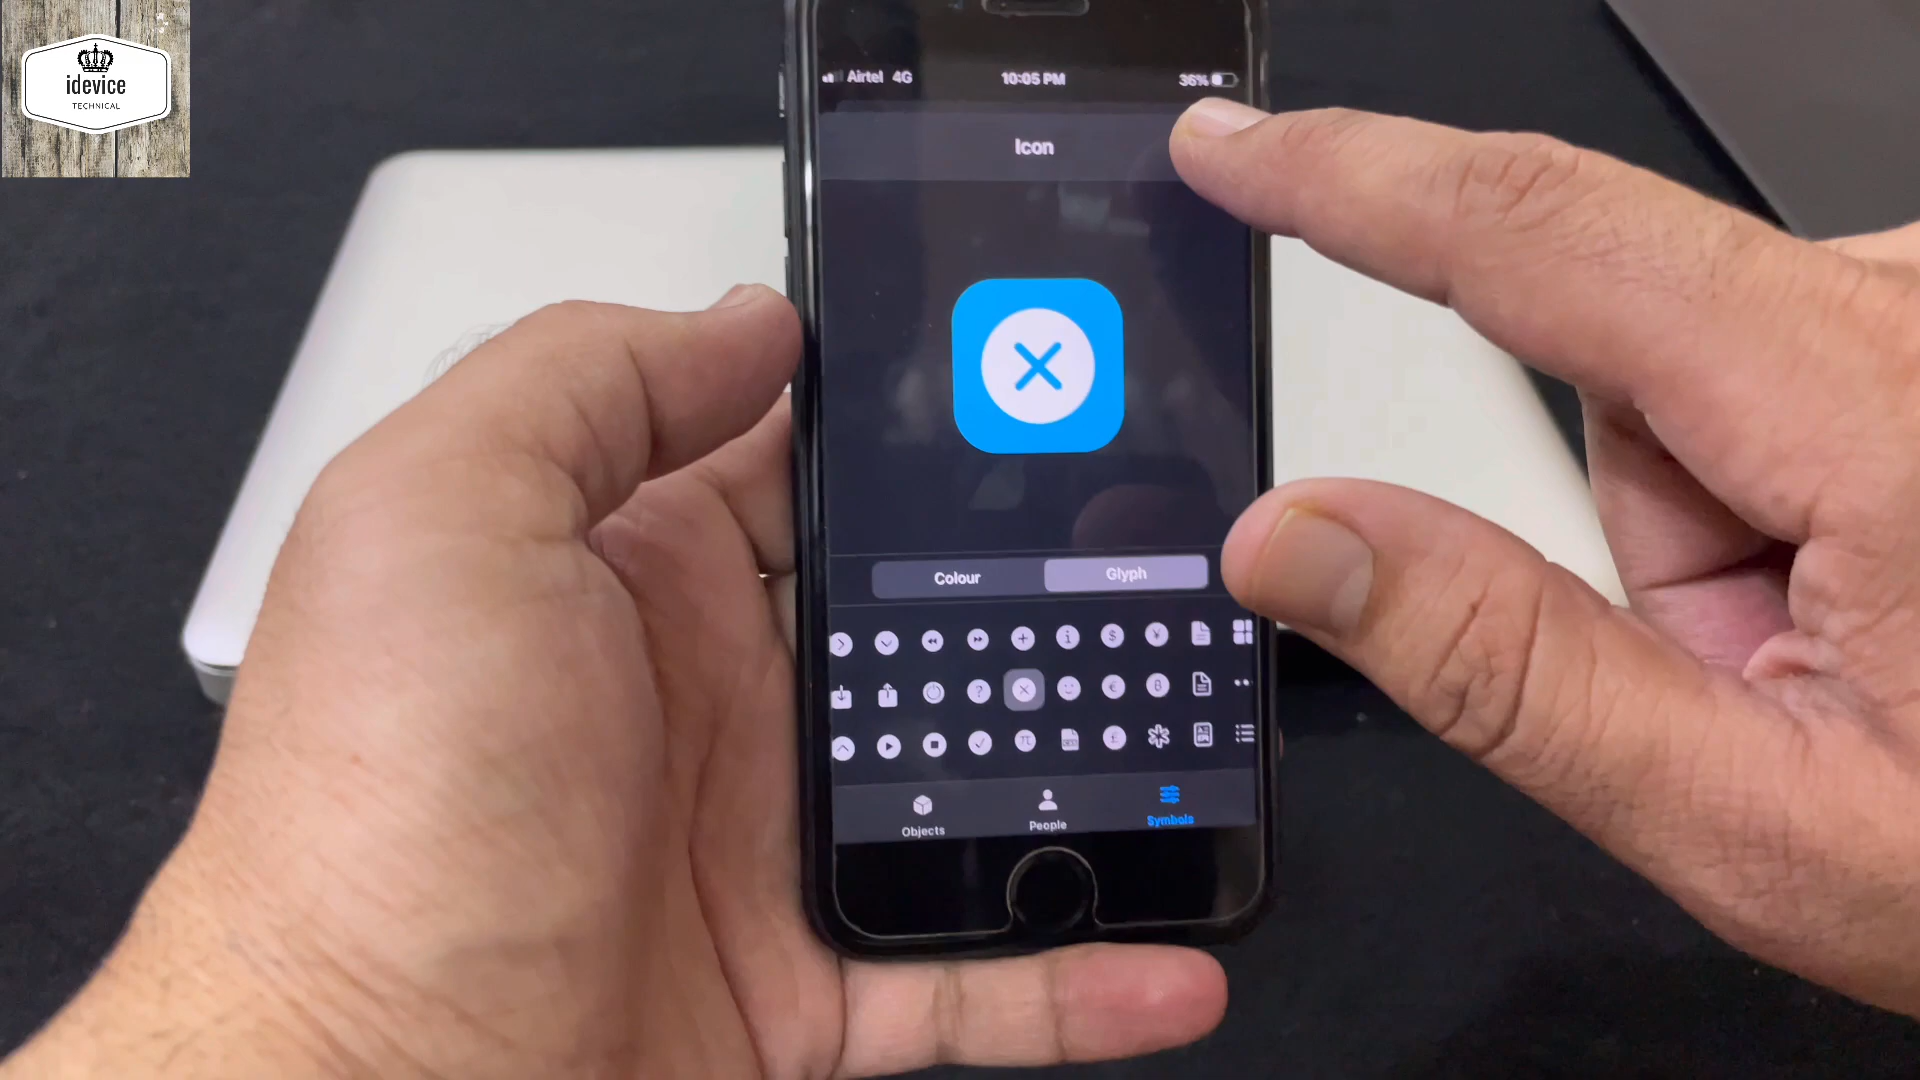 idevice
TECHNICAL
Airtel 4G
10:05 PM
36%
Icon
Colour
Glyph
Objects
People
Symbols